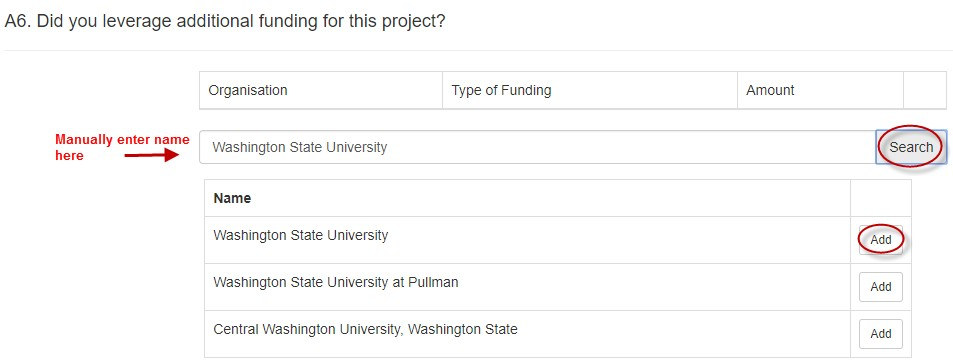 A6. Did you leverage additional funding for this project?
Organisation Type of Funding Amount
Manually enter name
here
Washington State University Search
Name
Washington State University Add
Washington State University at Pullman Add
Central Washington University, Washington State Add